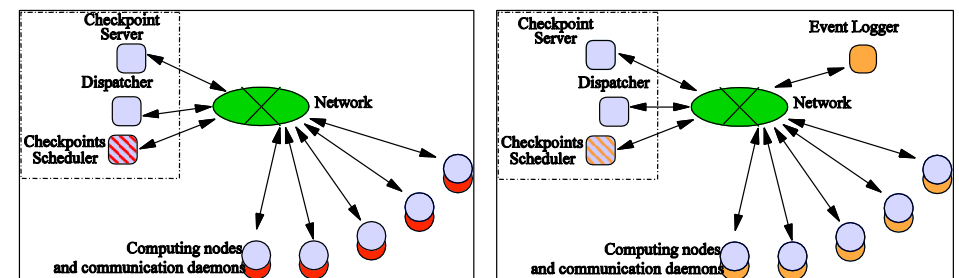 Checkpoint
Server
Dispatcher
Network
Checkpoints
Scheduler
Computing nodes
and communication daemons
Checkpoint
Server
Event Logger
Dispatcher
Network
Checkpoints
Scheduler
Computing nodes
and communication daemons